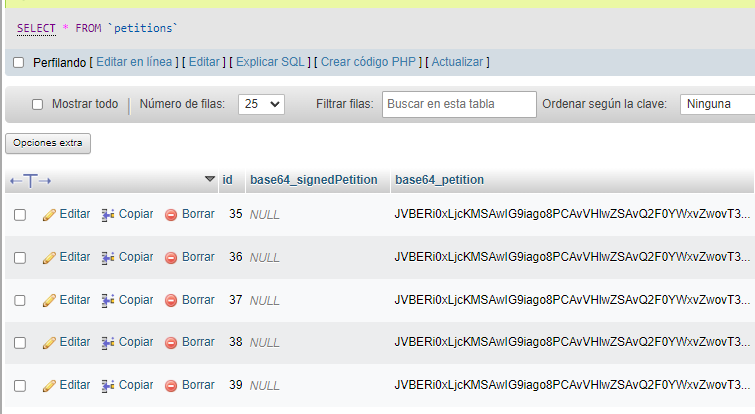 SELECT * FROM `petitions`
Perfilando [ Editar en línea ] [ Editar ] [ Explicar SQL ] [ Crear código PHP ] [ Actualizar ]
Mostrar todo Número de filas: 25 Filtrar filas: Buscar en esta tabla Ordenar según la clave: Ninguna
Opciones extra
←T→ id base64_signedPetition base64_petition
Editar Copiar Borrar 35 NULL JVBERi0xLjcKMSAwIG9iago8PCAvVHlwZSAvQ2F0YWxvZwovT3...
Editar Copiar Borrar 36 NULL JVBERi0xLjcKMSAwIG9iago8PCAvVHlwZSAvQ2F0YWxvZwovT3...
Editar Copiar Borrar 37 NULL JVBERi0xLjcKMSAwIG9iago8PCAvVHlwZSAvQ2F0YWxvZwovT3...
Editar Copiar Borrar 38 NULL JVBERi0xLjcKMSAwIG9iago8PCAvVHlwZSAvQ2F0YWxvZwovT3...
Editar Copiar Borrar 39 NULL JVBERi0xLjcKMSAwIG9iago8PCAvVHlwZSAvQ2F0YWxvZwovT3...